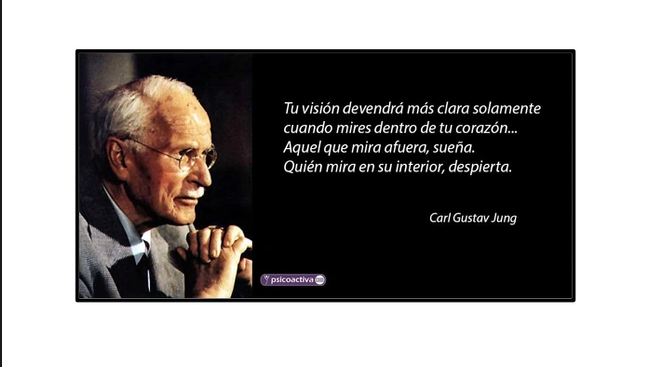 Tu visión devendrá más clara solamente
cuando mires dentro de tu corazón...
Aquel que mira afuera, sueña.
Quién mira en su interior, despierta.
Carl Gustav Jung
psicoactiva